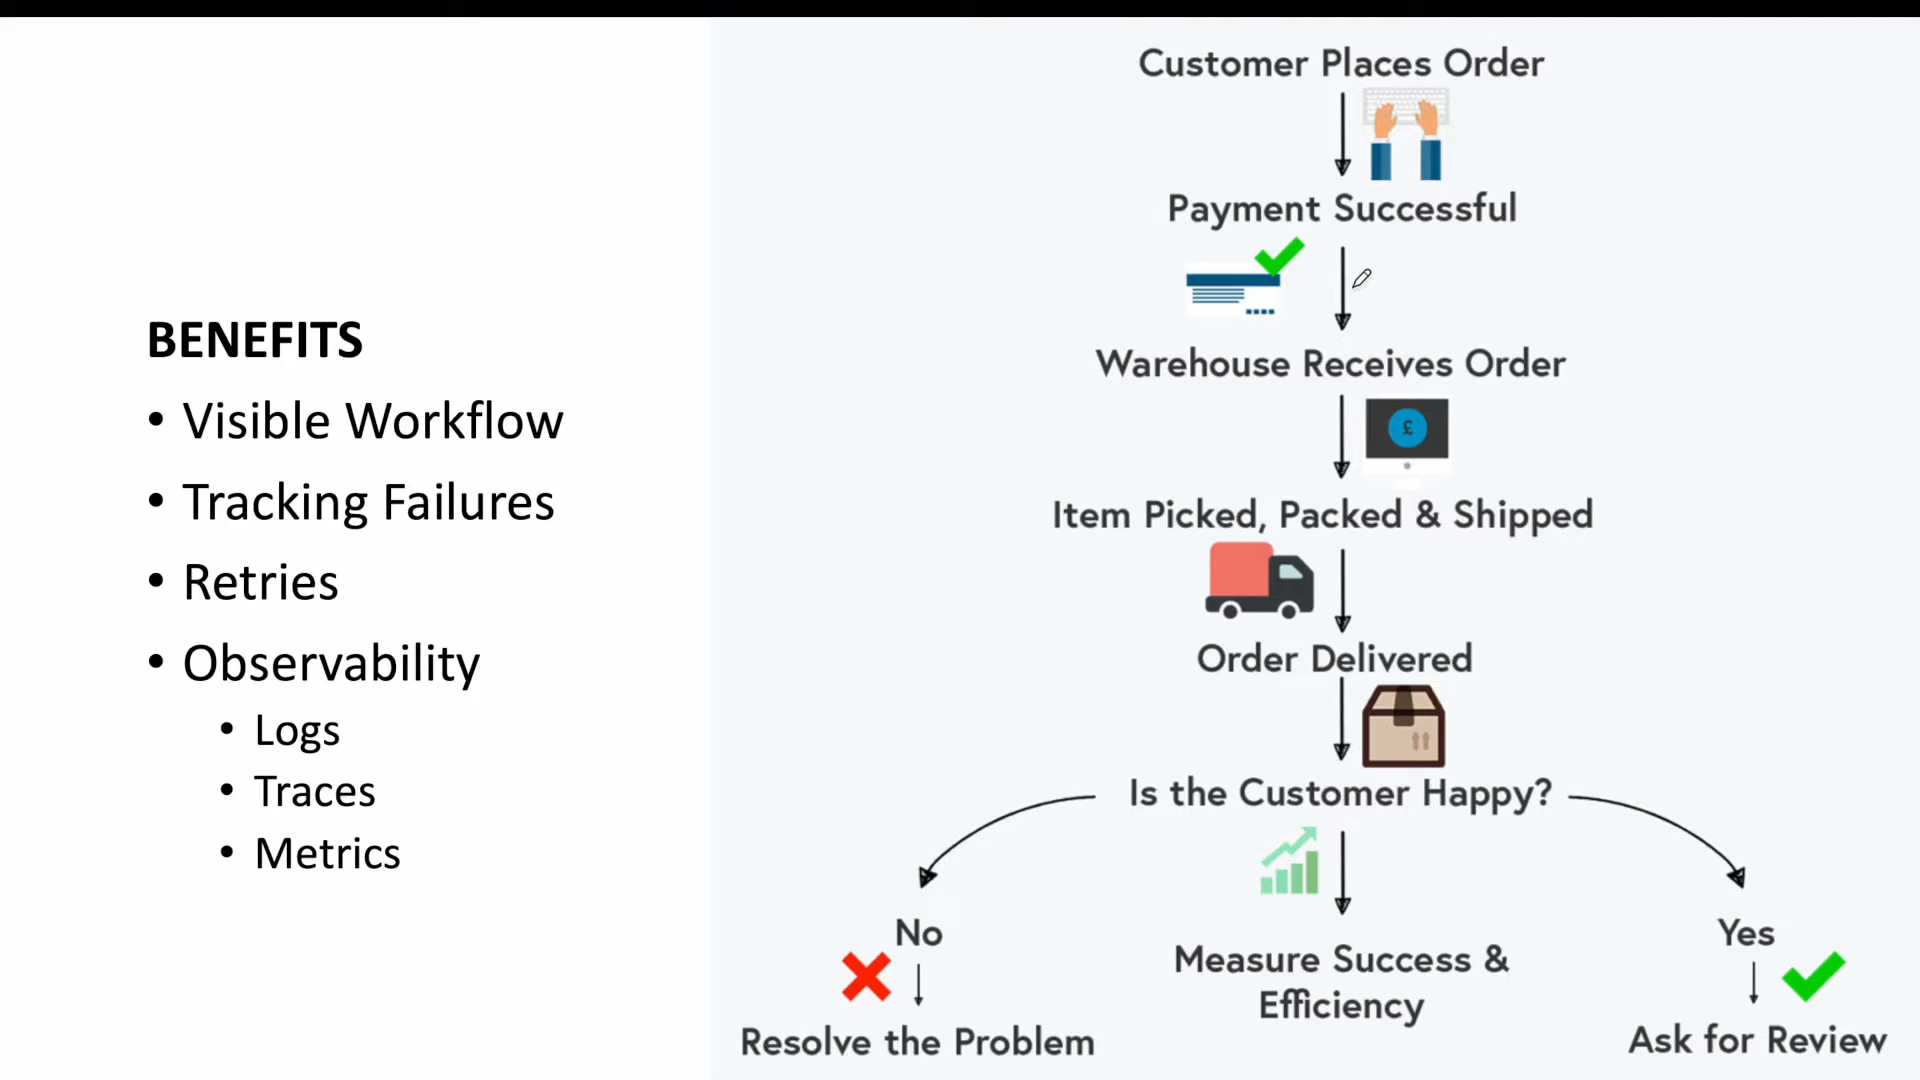 BENEFITS
• Visible Workflow
• Tracking Failures
• Retries
• Observability
• Logs
• Traces
• Metrics
Customer Places Order
Payment Successful
Warehouse Receives Order
£
Item Picked, Packed & Shipped
Order Delivered
Is the Customer Happy?
No
Resolve the Problem
Measure Success &
Efficiency
Yes
Ask for Review